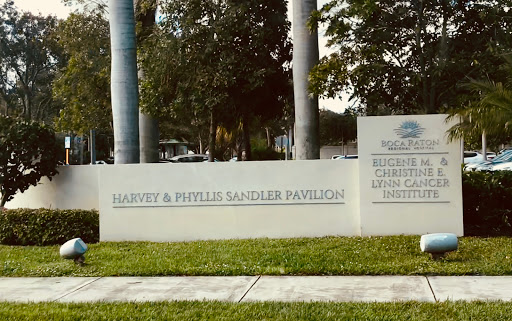 HARVEY & PHYLLIS SANDLER PAVILION
BOCA RATON
REGIONAL HOSPITAL
EUGENE M. &
CHRISTINE E.
LYNN CANCER
INSTITUTE